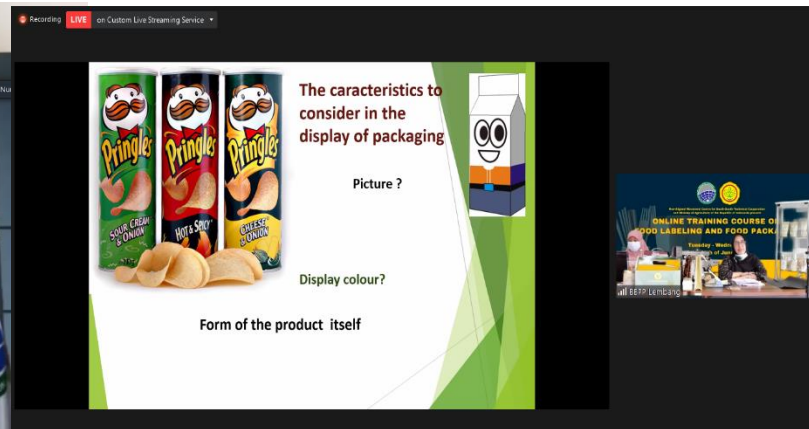 Recording LIVE on Custom Live Streaming Service
The caracteristics to
consider in the
display of packaging
Pringles
Pringles
Pringles
SOUR CREAM
& ONION
HOT & SPICY
CHEESE
& ONION
Picture ?
Display colour?
Form of the product itself
ONLINE TRAINING COURSE
FOOD LABELING AND FOOD
Tuesday
BBPP Lembang